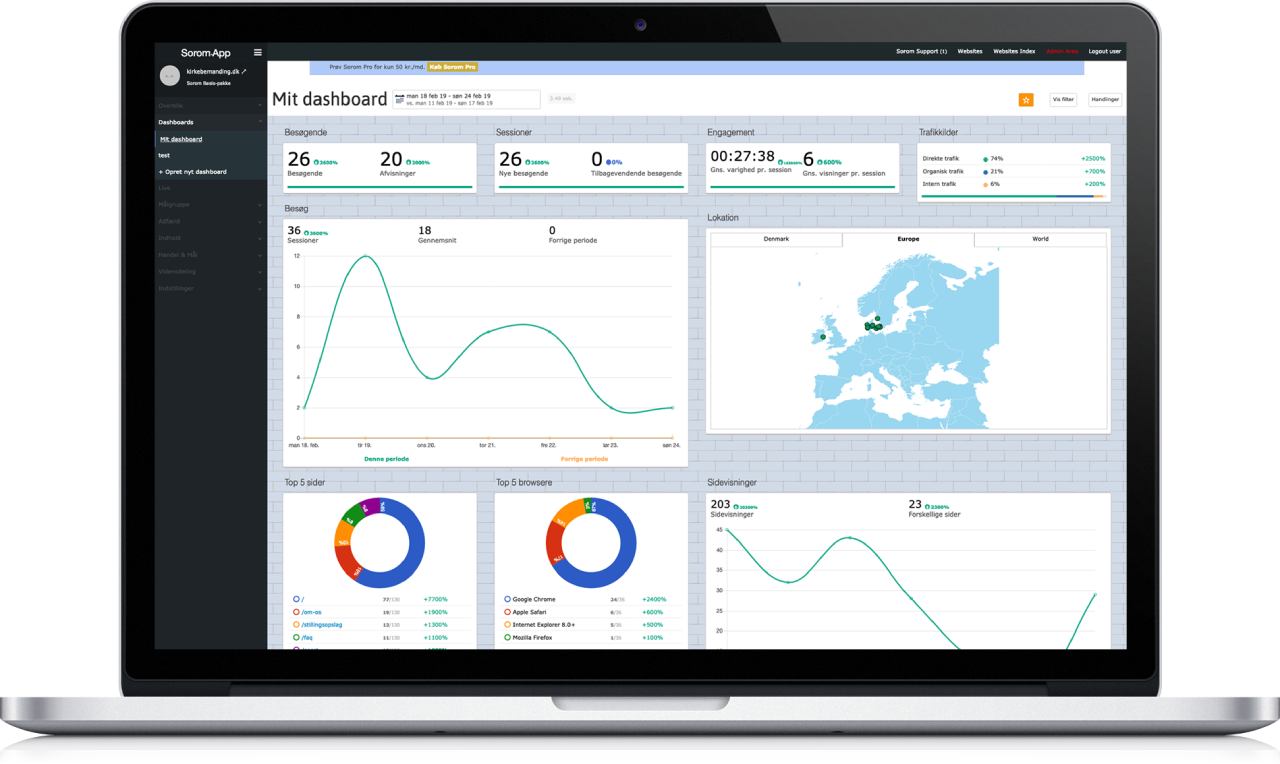 Sorom.App
kirkebemanding.dk
Sorom Basis-pakke
Overblik
Dashboards
Mit dashboard
test
+ Opret nyt dashboard
Live
Målgruppe
Adfærd
Indhold
Handel & Mål
Videndeling
Indstillinger
Sorom Support (1) Websites Websites Index Admin Area Logout user
Prøv Sorom Pro for kun 50 kr./md. Køb Sorom Pro
Mit dashboard
man 18 feb 19 - søn 24 feb 19
vs. man 11 feb 19 - søn 17 feb 19
Vis filter Handlinger
Besøgende
26 2600% 20 2000%
Besøgende Afvisninger
Sessioner
26 2600% 0 0%
Nye besøgende Tilbagevendende besøgende
Engagement
00:27:38 6 600%
Gns. varighed pr. session Gns. visninger pr. session
Trafikkilder
Direkte trafik 74% +2500%
Organisk trafik 21% +700%
Intern trafik 6% +200%
Besøg
36 3600% 18 0
Sessioner Gennemsnit Forrige periode
12
10
8
6
4
2
0
man 18. feb. tir 19. ons 20. tor 21. fre 22. lør 23. søn 24.
Denne periode Forrige periode
Lokation
Denmark Europe World
Top 5 sider
/ 77/130 +7700%
/om-os 19/130 +1900%
/stillingsopslag 13/130 +1300%
/faq 11/130 +1100%
Top 5 browsere
Google Chrome 24/36 +2400%
Apple Safari 6/36 +600%
Internet Explorer 8.0+ 5/36 +500%
Mozilla Firefox 1/36 +100%
Sidevisninger
203 20300% 23 2300%
Sidevisninger Forskellige sider
45
40
35
30
25
20